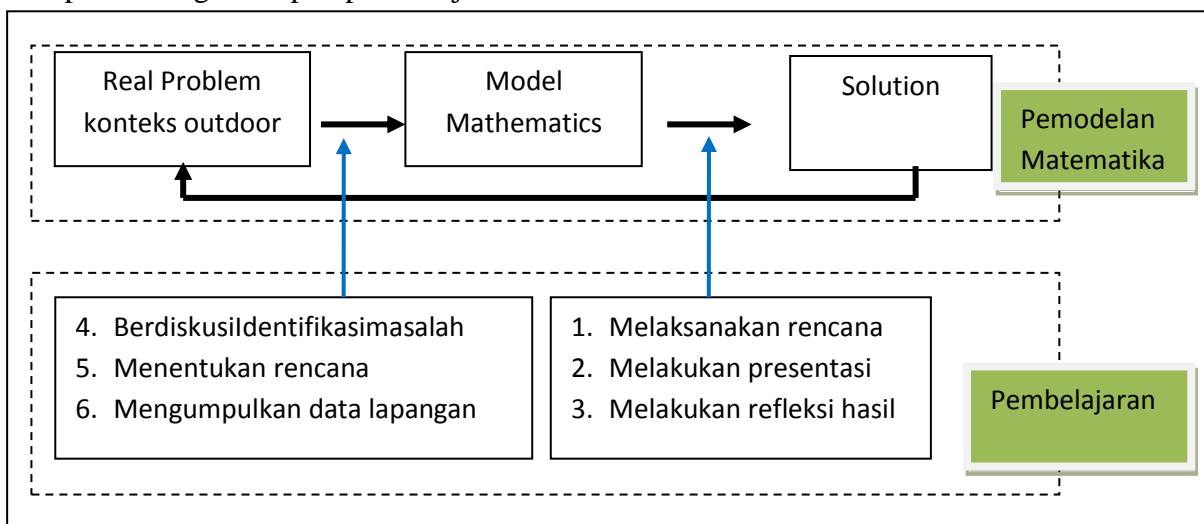 Real Problem
konteks outdoor
Model
Mathematics
Solution
Pemodelan
Matematika
4. BerdiskusiIdentifikasimasalah
5. Menentukan rencana
6. Mengumpulkan data lapangan
1. Melaksanakan rencana
2. Melakukan presentasi
3. Melakukan refleksi hasil
Pembelajaran